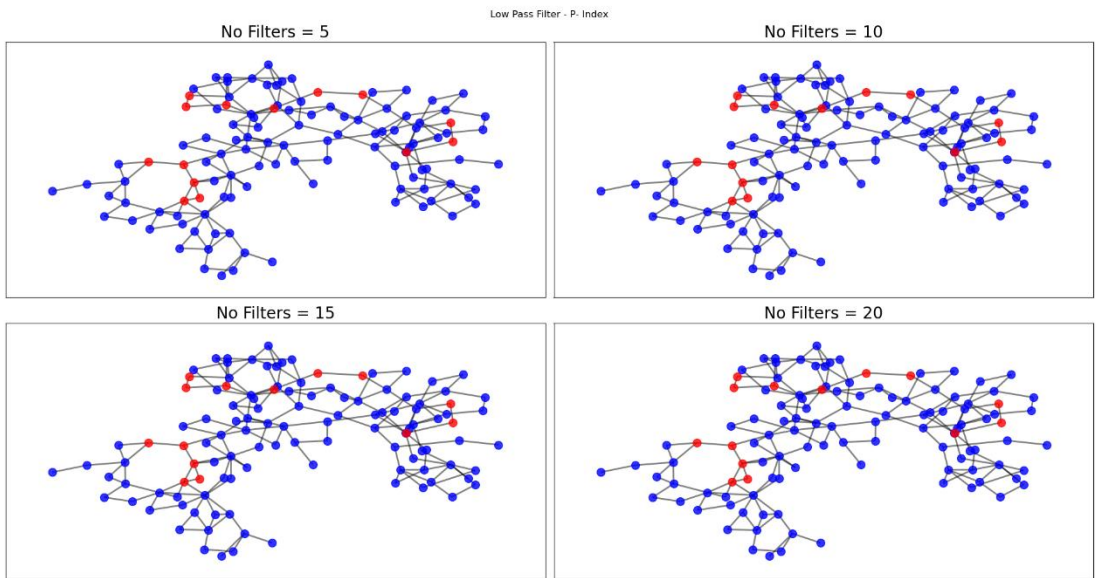 Low Pass Filter - P- Index
No Filters = 5
No Filters = 10
No Filters = 15
No Filters = 20